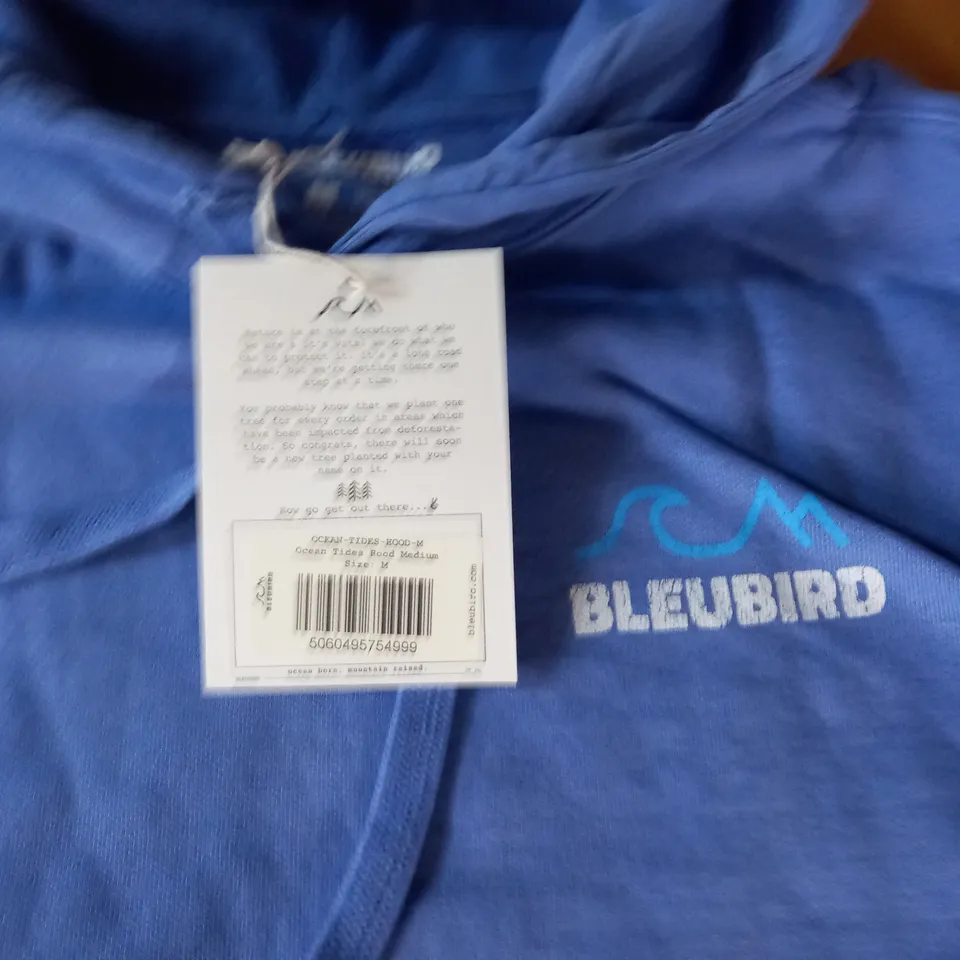 BLEUBIRD
M
Nature is at the forefront of who
we are & it's vital we do what we
can to protect it. It's a long road
ahead, but we're getting there one
step at a time.
You probably know that we plant one
tree for every order in areas which
have been impacted from deforesta-
tion. So congrats, there will soon
be a new tree planted with your
name on it.
Now go get out there...
OCEAN-TIDES-HOOD-M
Ocean Tides Hood Medium
Size: M
5060495754999
BLEUBIRD
bleubird.com
ocean born. mountain raised.
BLEUBIRD